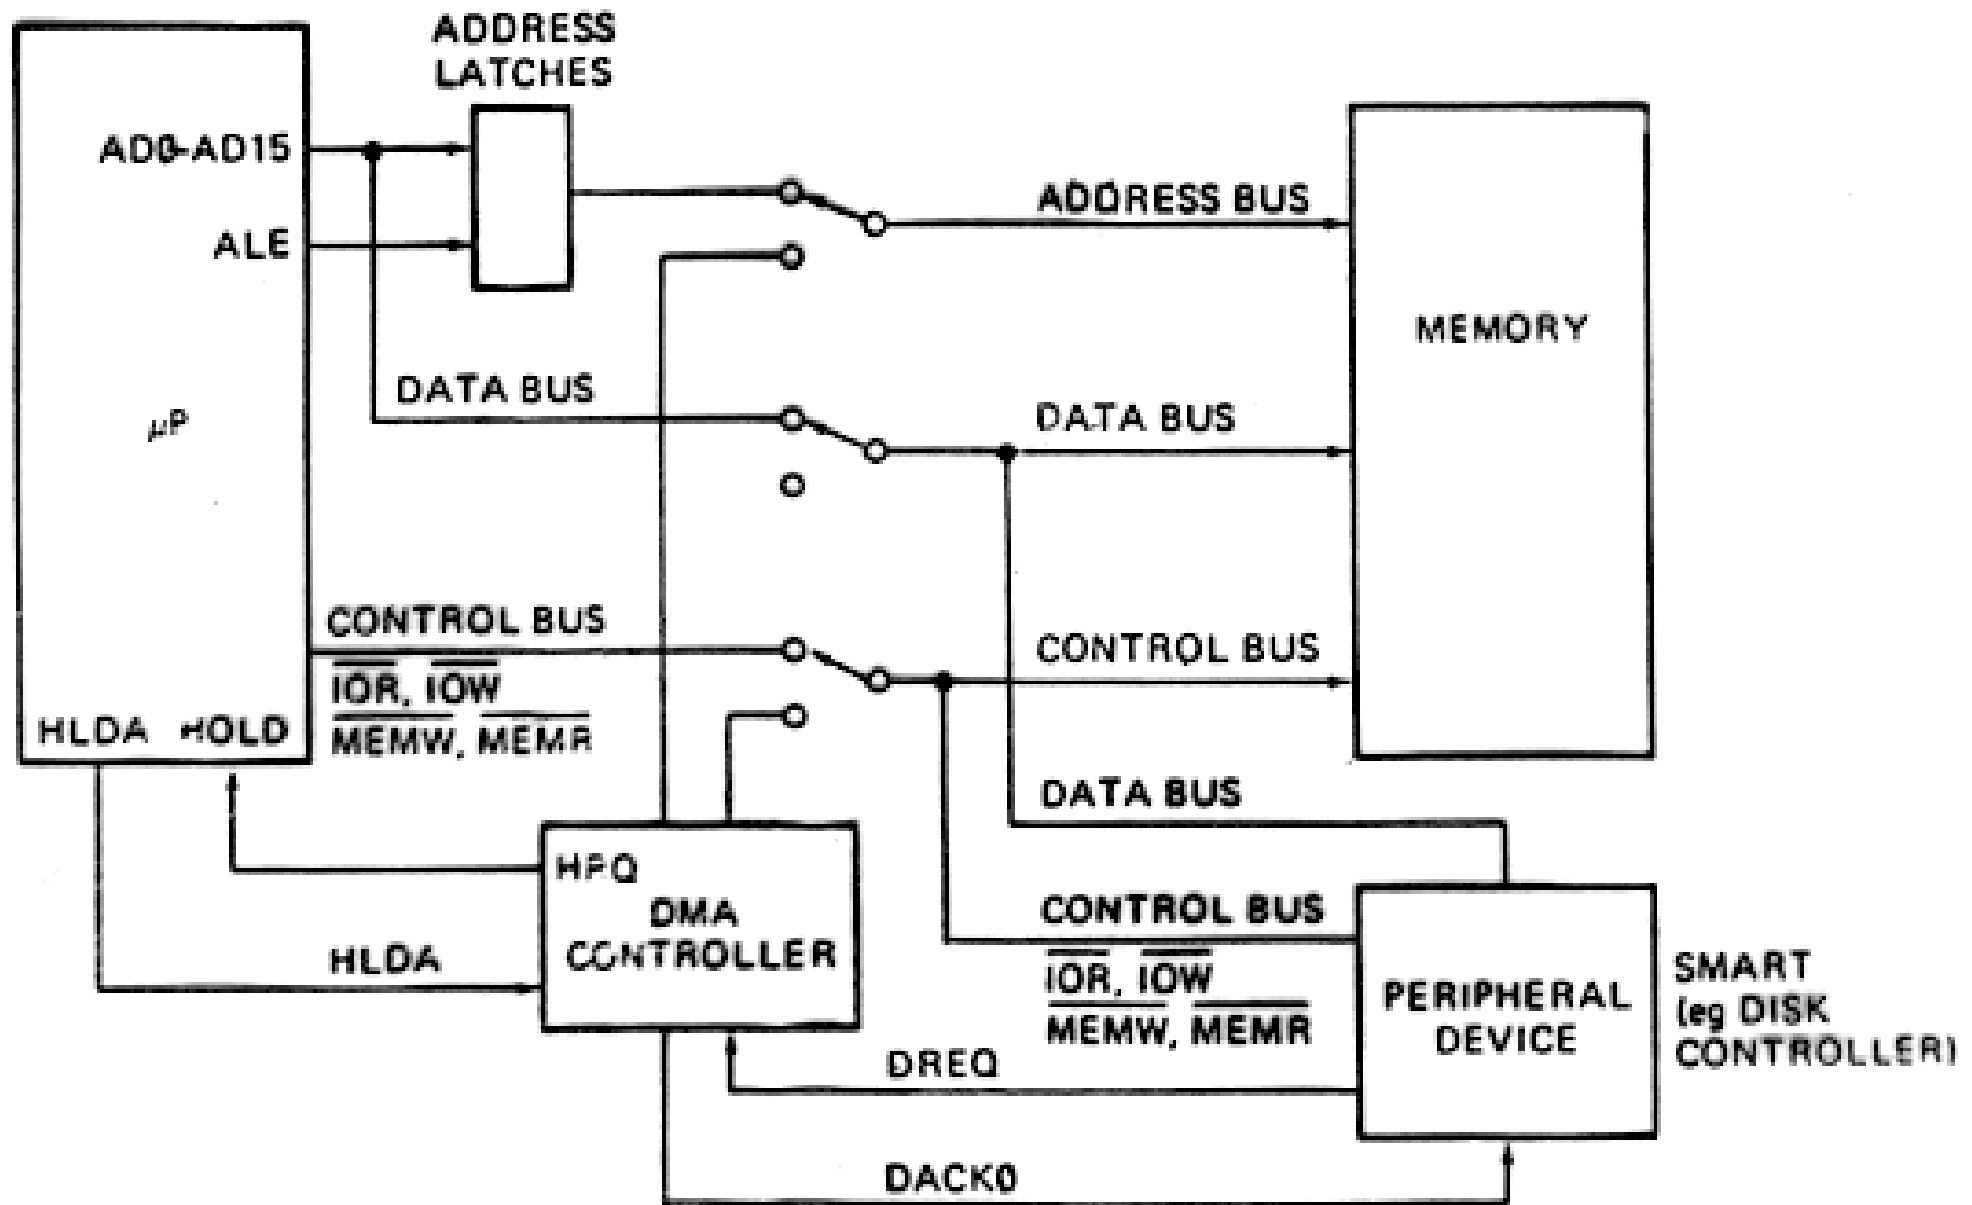 ADDRESS
LATCHES
AD0-AD15
ALE
ADDRESS BUS
MEMORY
DATA BUS
DATA BUS
μP
CONTROL BUS
IOR, IOW
MEMW, MEMR
CONTROL BUS
HLDA HOLD
DATA BUS
HRQ
DMA
CONTROLLER
HLDA
CONTROL BUS
IOR, IOW
MEMW, MEMR
PERIPHERAL
DEVICE
SMART
(eg DISK
CONTROLLER)
DREQ
DACK0